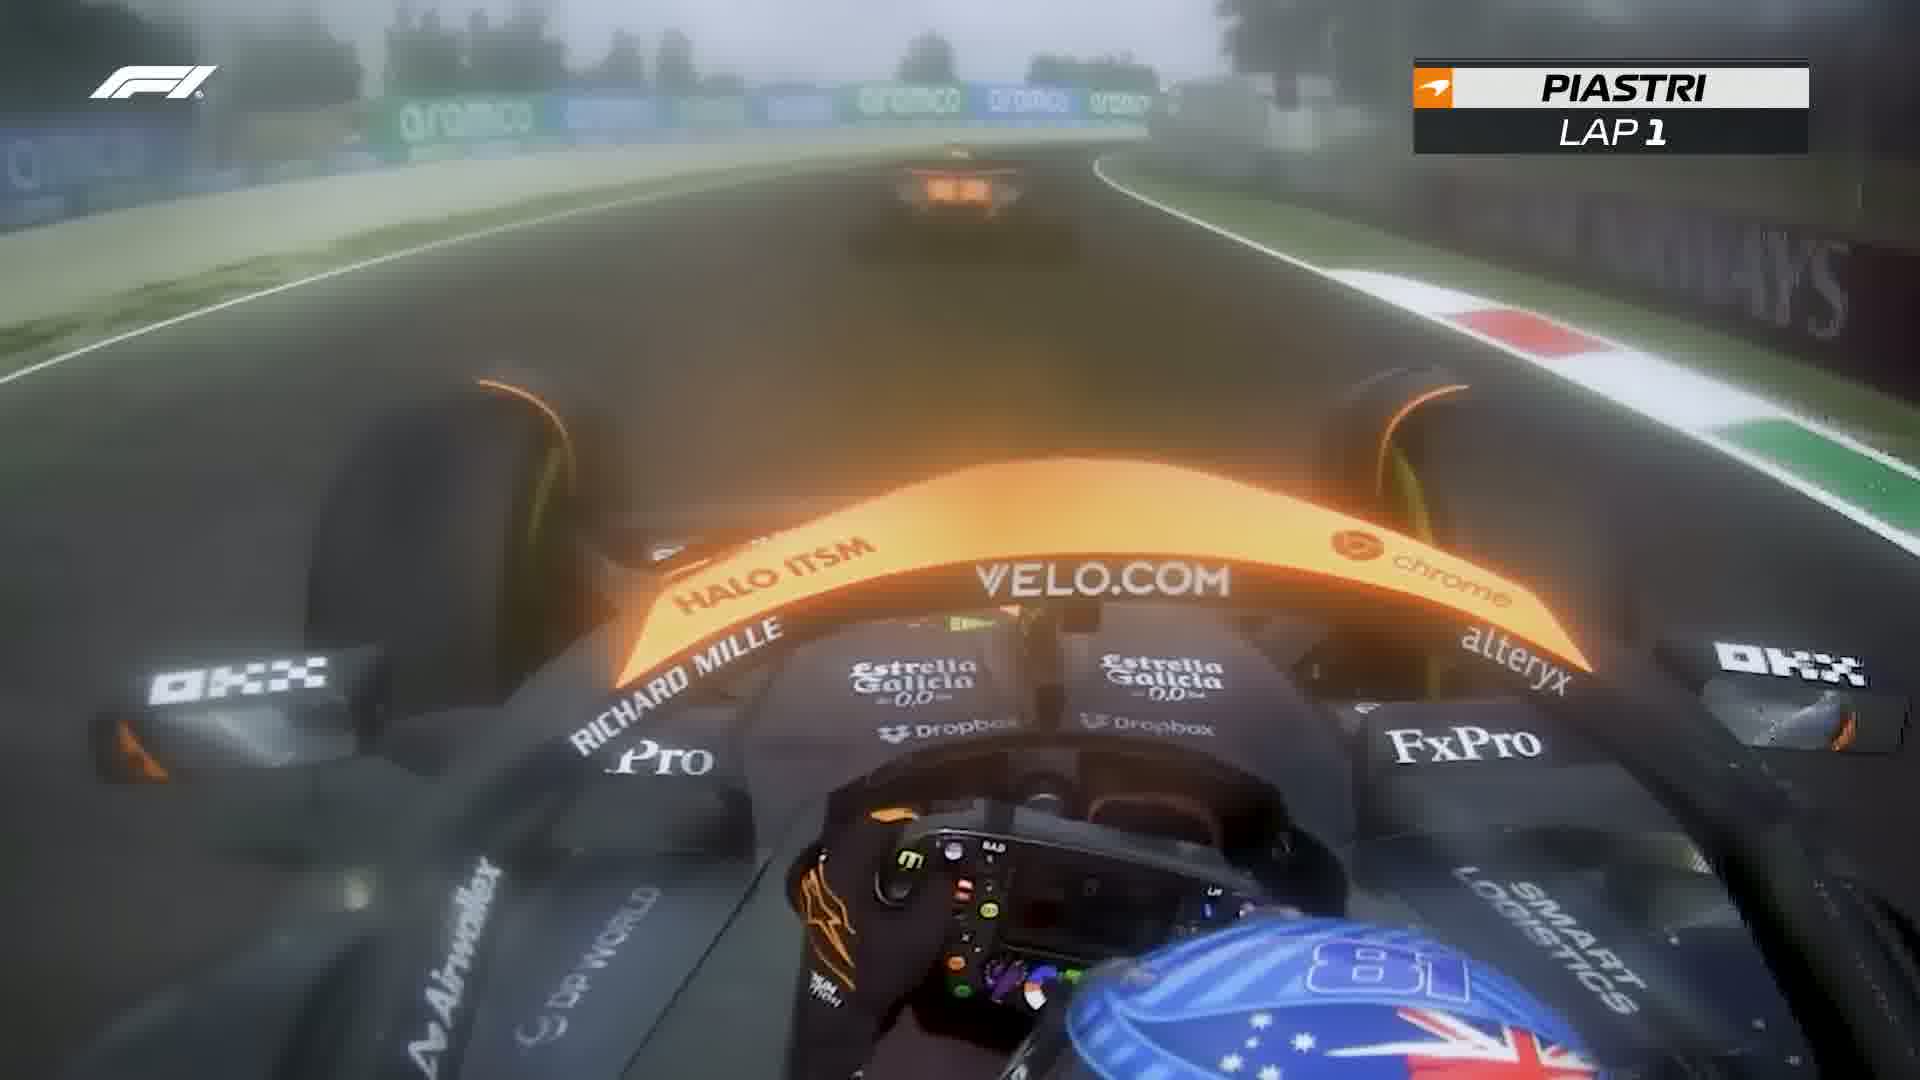 F1
PIASTRI
LAP 1
aramco
aramco
aramco
aramco
HALO ITSM
VELO.COM
chrome
RICHARD MILLE
alteryx
OKX
OKX
Estrella
Galicia
0,0
Estrella
Galicia
0,0
Dropbox
Dropbox
Pro
FxPro
Airwallex
DP WORLD
SMART
LOGISTICS
81